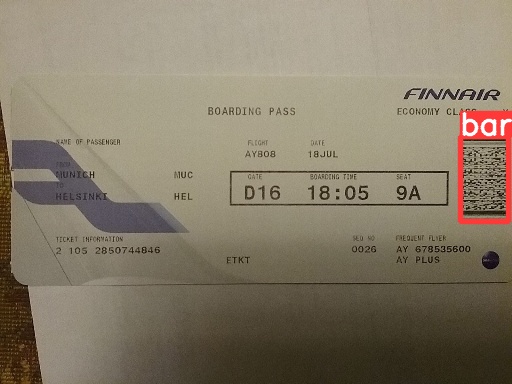 FINNAIR
BOARDING PASS ECONOMY CLASS
bar
NAME OF PASSENGER FLIGHT DATE
AY808 18JUL
FROM
MUNICH MUC
TO
HELSINKI HEL
GATE BOARDING TIME SEAT
D16 18:05 9A
TICKET INFORMATION SEQ NO FREQUENT FLYER
2 105 2850744846 0026 AY 678535600
ETKT AY PLUS